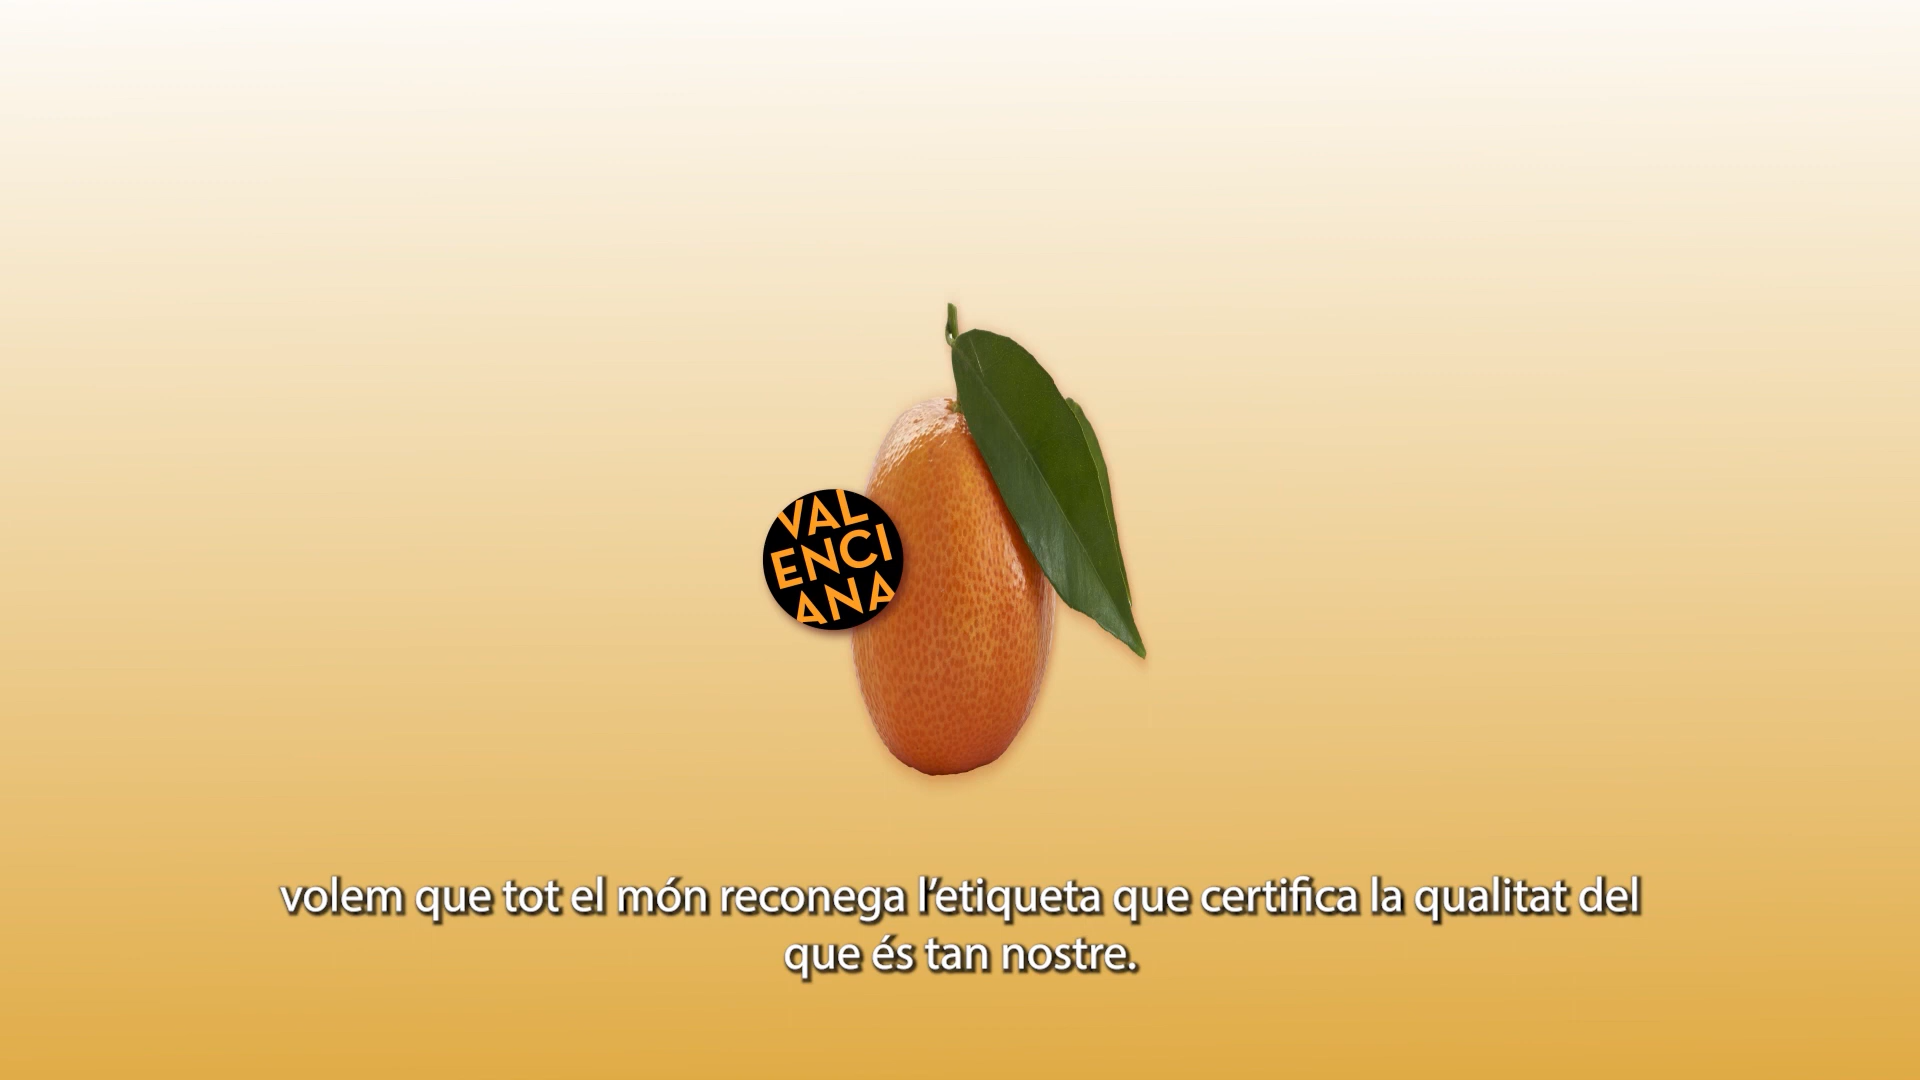 VAL
ENCI
ANA
volem que tot el món reconega l'etiqueta que certifica la qualitat del
que és tan nostre.